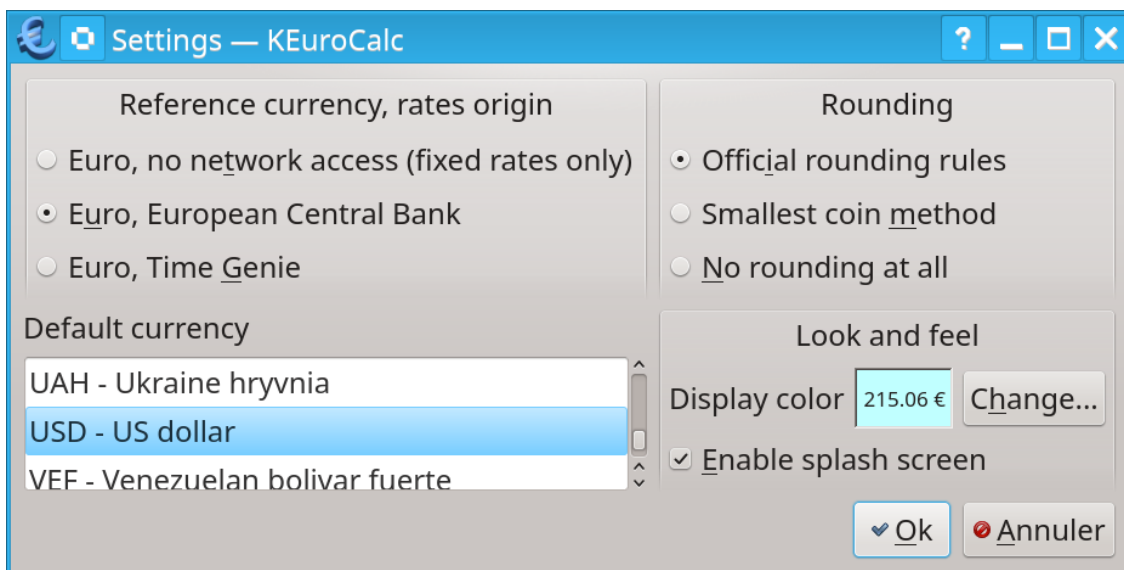 Settings — KEuroCalc
Reference currency, rates origin
Euro, no network access (fixed rates only)
Euro, European Central Bank
Euro, Time Genie
Rounding
Official rounding rules
Smallest coin method
No rounding at all
Default currency
UAH - Ukraine hryvnia
USD - US dollar
VEF - Venezuelan bolivar fuerte
Look and feel
Display color 215.06 € Change...
Enable splash screen
Ok Annuler